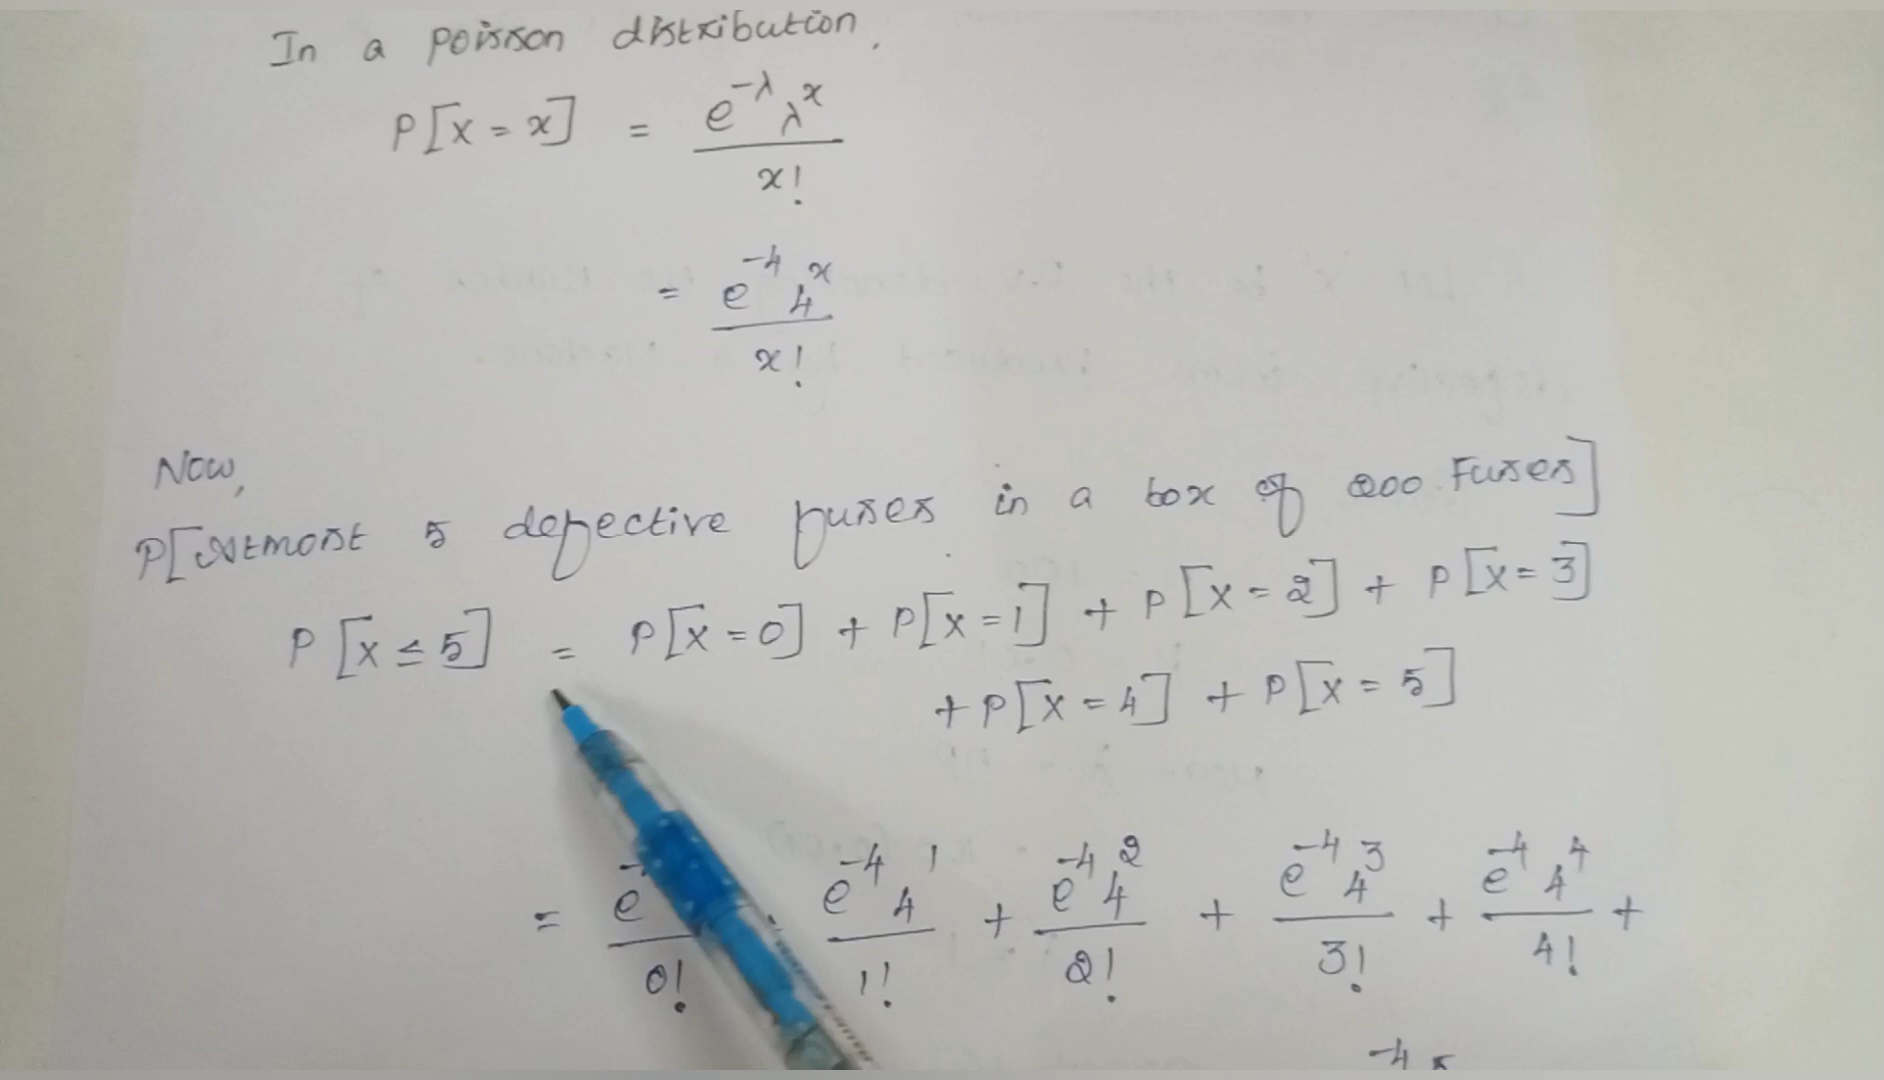 In a poisson distribution,
P[X = x] = e^-λ λ^x / x!
= e^-4 4^x / x!
Now,
P[Atmost 5 defective fuses in a box of 200 Fuses]
P[X ≤ 5] = P[X = 0] + P[X = 1] + P[X = 2] + P[X = 3]
+ P[X = 4] + P[X = 5]
= e^- / 0! e^-4 4^1 / 1! + e^-4 4^2 / 2! + e^-4 4^3 / 3! + e^-4 4^4 / 4! +
-4 5